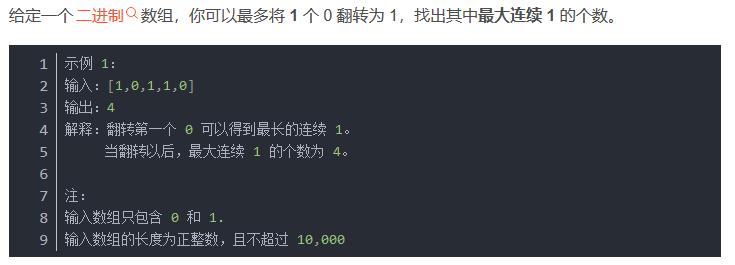 给定一个 二进制 数组，你可以最多将 1 个 0 翻转为 1，找出其中最大连续 1 的个数。
1 示例 1：
2 输入：[1,0,1,1,0]
3 输出：4
4 解释：翻转第一个 0 可以得到最长的连续 1。
5 当翻转以后，最大连续 1 的个数为 4。
6
7 注：
8 输入数组只包含 0 和 1.
9 输入数组的长度为正整数，且不超过 10,000